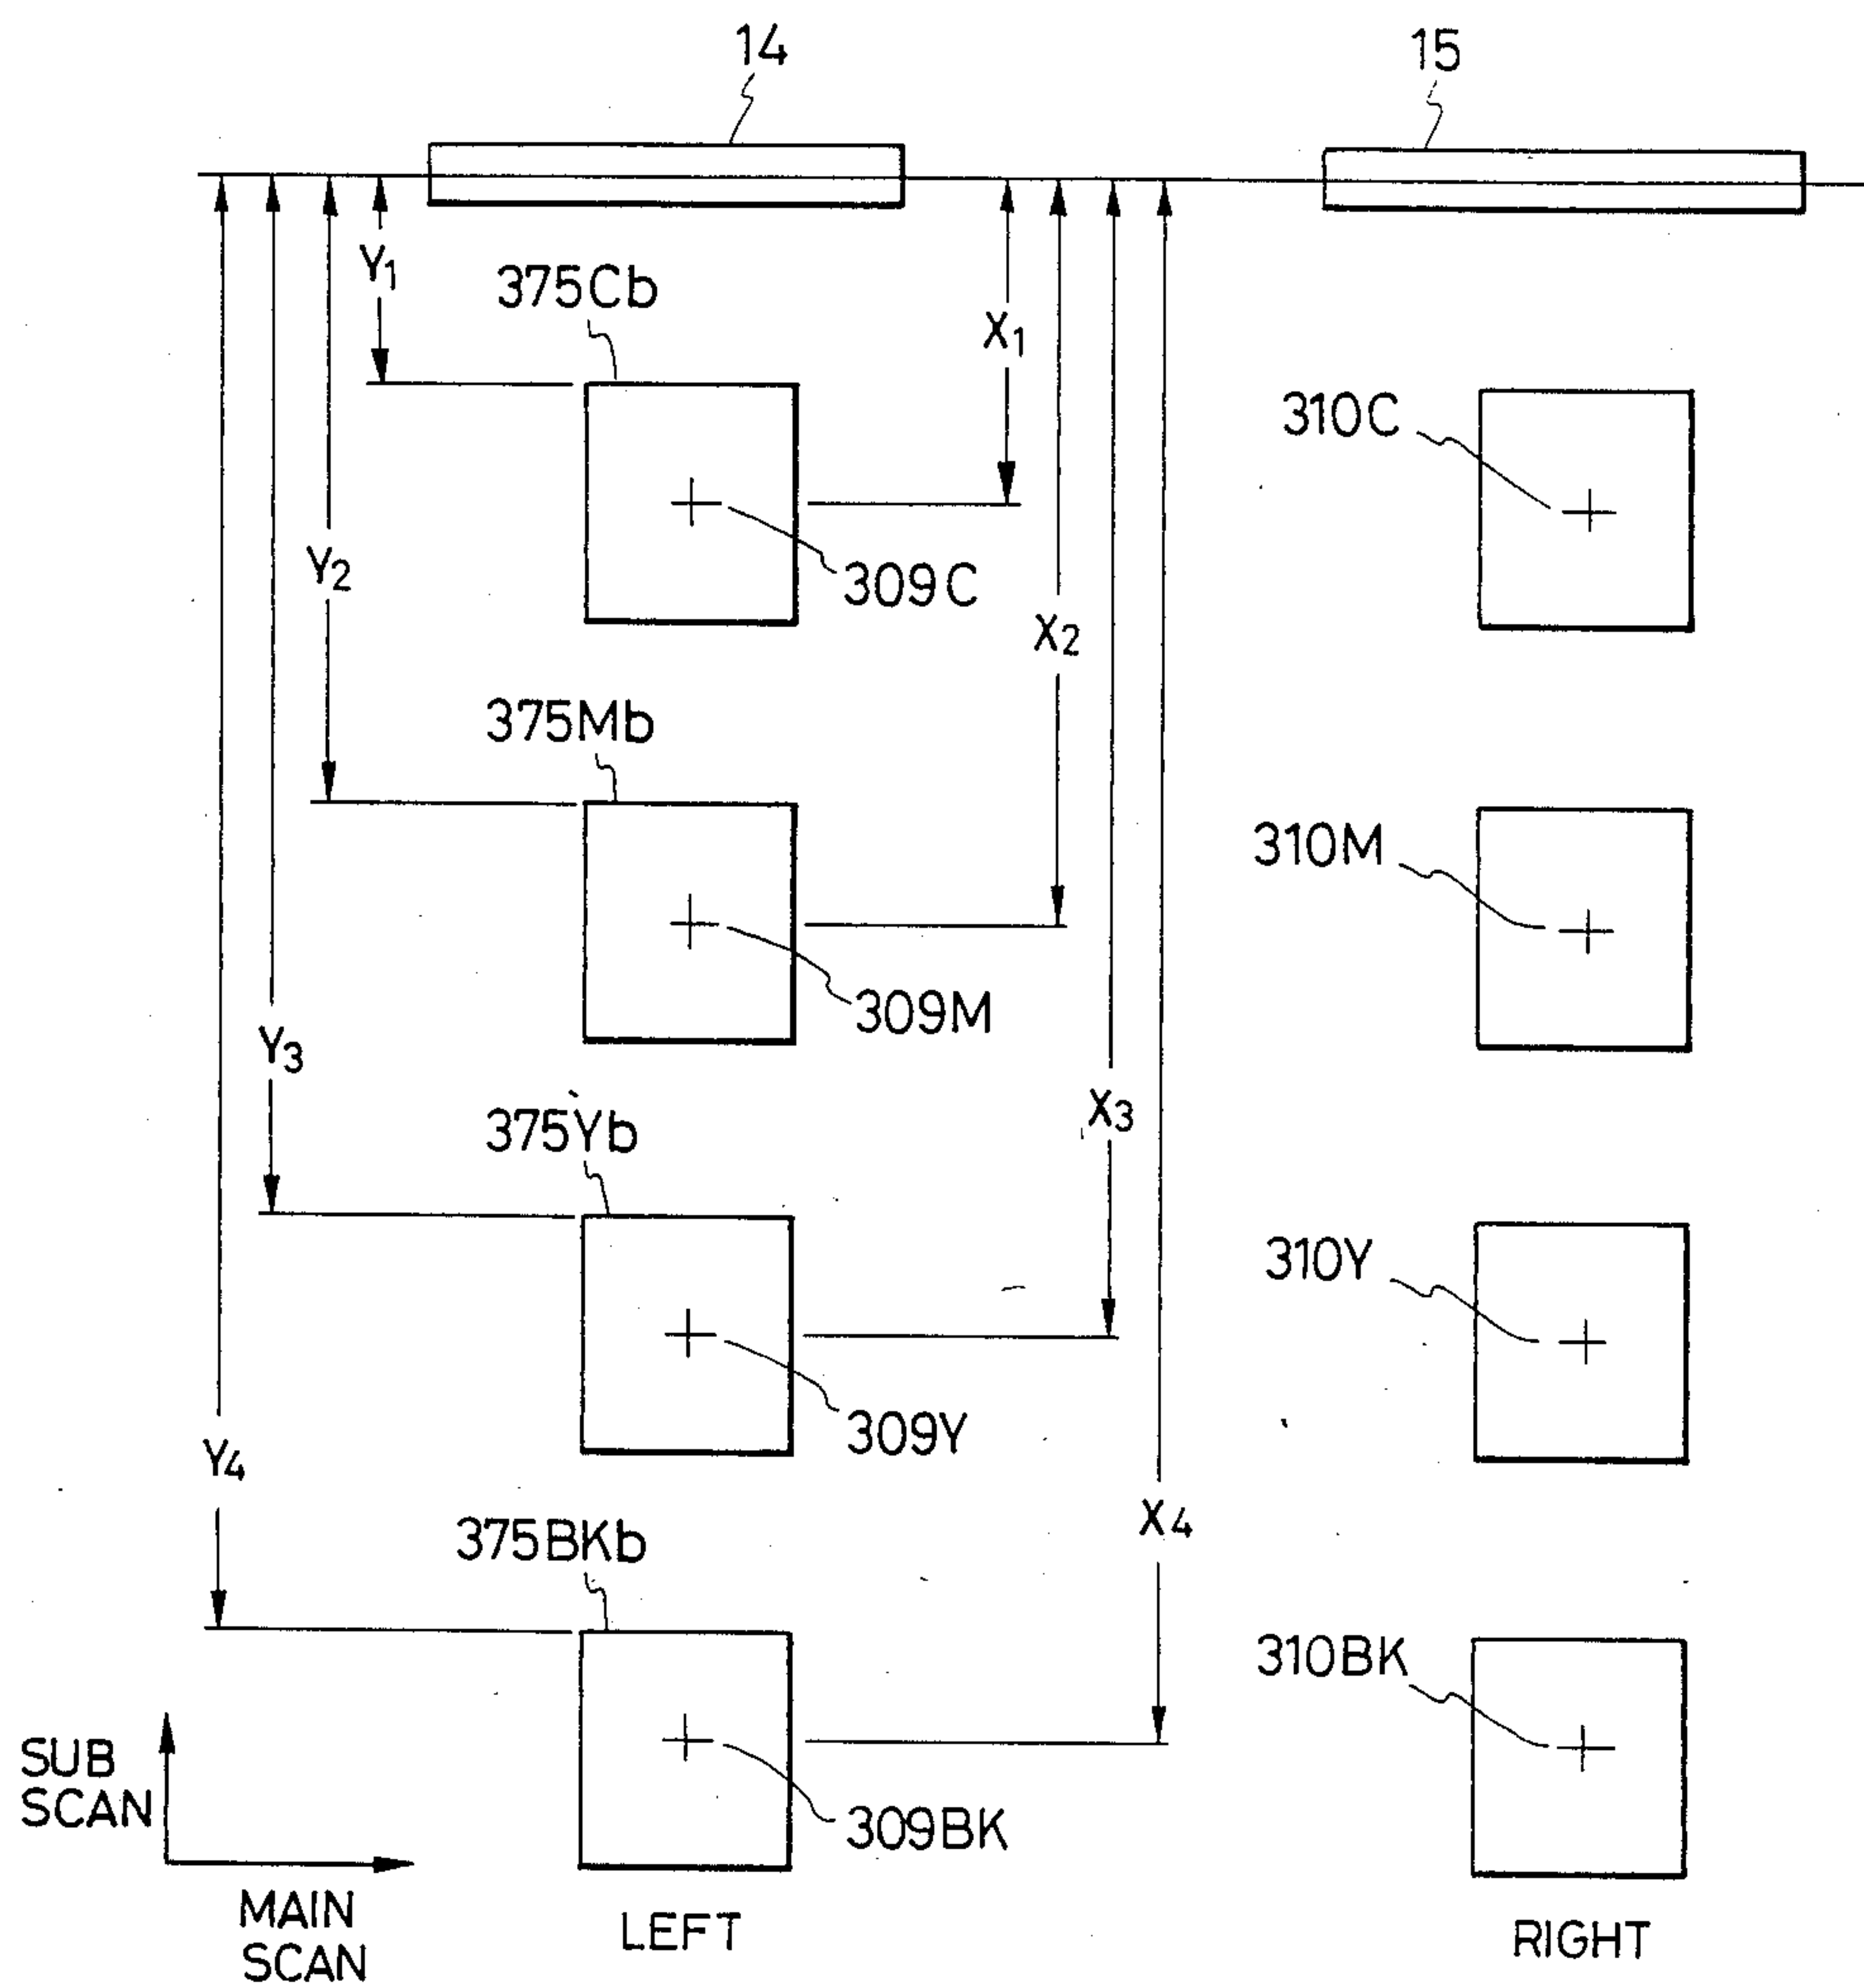 14
15
Y1
375Cb
X1
310C
Y2
309C
X2
375Mb
310M
309M
Y3
X3
375Yb
310Y
309Y
Y4
X4
375BKb
310BK
SUB
SCAN
309BK
MAIN
SCAN
LEFT
RIGHT